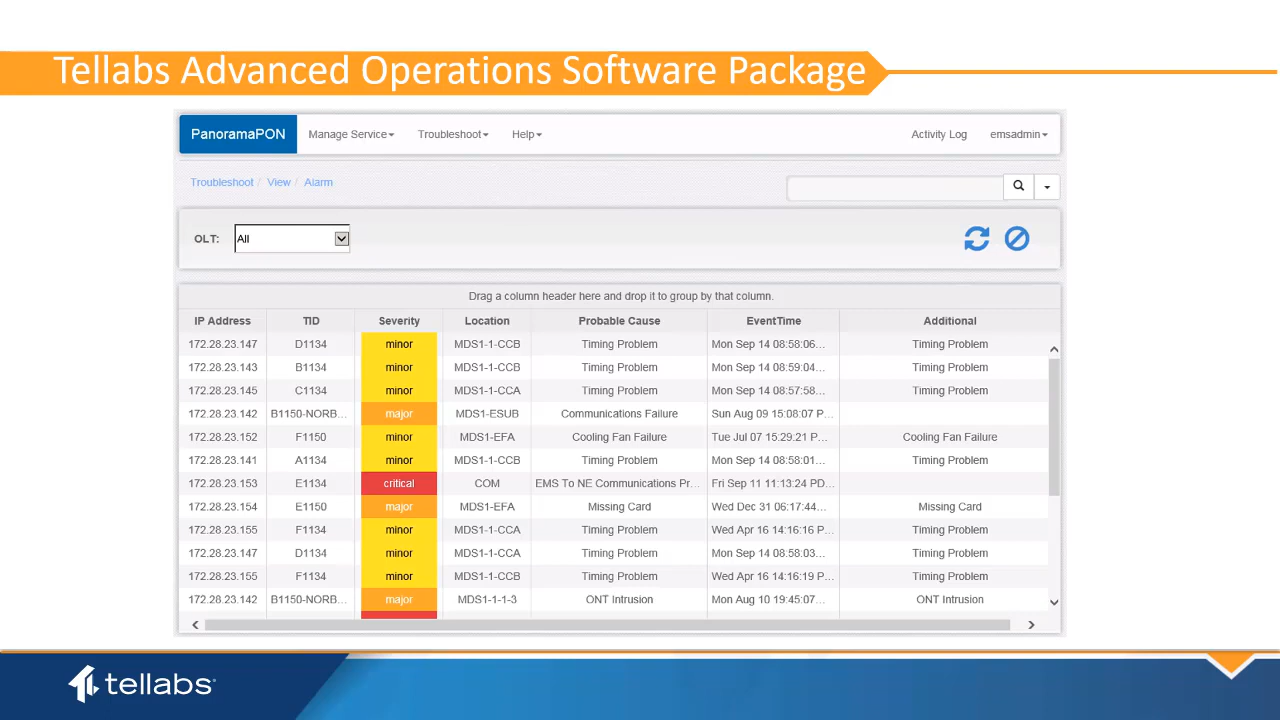 Tellabs Advanced Operations Software Package
PanoramaPON Manage Service Troubleshoot Help Activity Log emsadmin
Troubleshoot / View / Alarm
OLT: All
Drag a column header here and drop it to group by that column.
IP Address TID Severity Location Probable Cause EventTime Additional
172.28.23.147 D1134 minor MDS1-1-CCB Timing Problem Mon Sep 14 08:58:06... Timing Problem
172.28.23.143 B1134 minor MDS1-1-CCB Timing Problem Mon Sep 14 08:59:04... Timing Problem
172.28.23.145 C1134 minor MDS1-1-CCA Timing Problem Mon Sep 14 08:57:58... Timing Problem
172.28.23.142 B1150-NORB... major MDS1-ESUB Communications Failure Sun Aug 09 15:08:07 P...
172.28.23.152 F1150 minor MDS1-EFA Cooling Fan Failure Tue Jul 07 15:29:21 P... Cooling Fan Failure
172.28.23.141 A1134 minor MDS1-1-CCB Timing Problem Mon Sep 14 08:58:01... Timing Problem
172.28.23.153 E1134 critical COM EMS To NE Communications Pr... Fri Sep 11 11:13:24 PD...
172.28.23.154 E1150 major MDS1-EFA Missing Card Wed Dec 31 06:17:44... Missing Card
172.28.23.155 F1134 minor MDS1-1-CCA Timing Problem Wed Apr 16 14:16:16 P... Timing Problem
172.28.23.147 D1134 minor MDS1-1-CCA Timing Problem Mon Sep 14 08:58:03... Timing Problem
172.28.23.155 F1134 minor MDS1-1-CCB Timing Problem Wed Apr 16 14:16:19 P... Timing Problem
172.28.23.142 B1150-NORB... major MDS1-1-1-3 ONT Intrusion Mon Aug 10 19:45:07... ONT Intrusion
tellabs